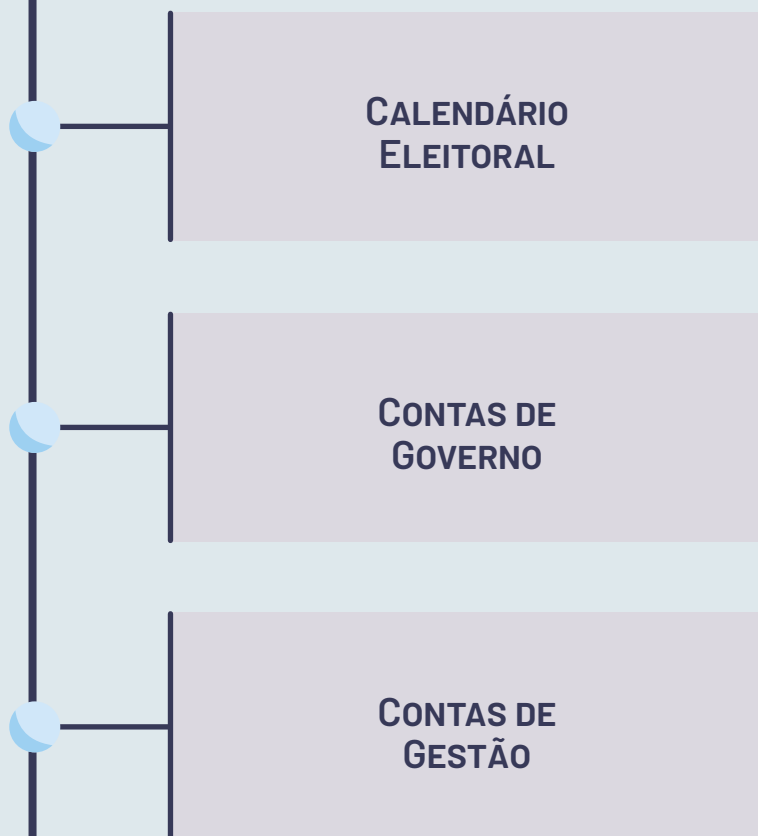 CALENDÁRIO
ELEITORAL
CONTAS DE
GOVERNO
CONTAS DE
GESTÃO